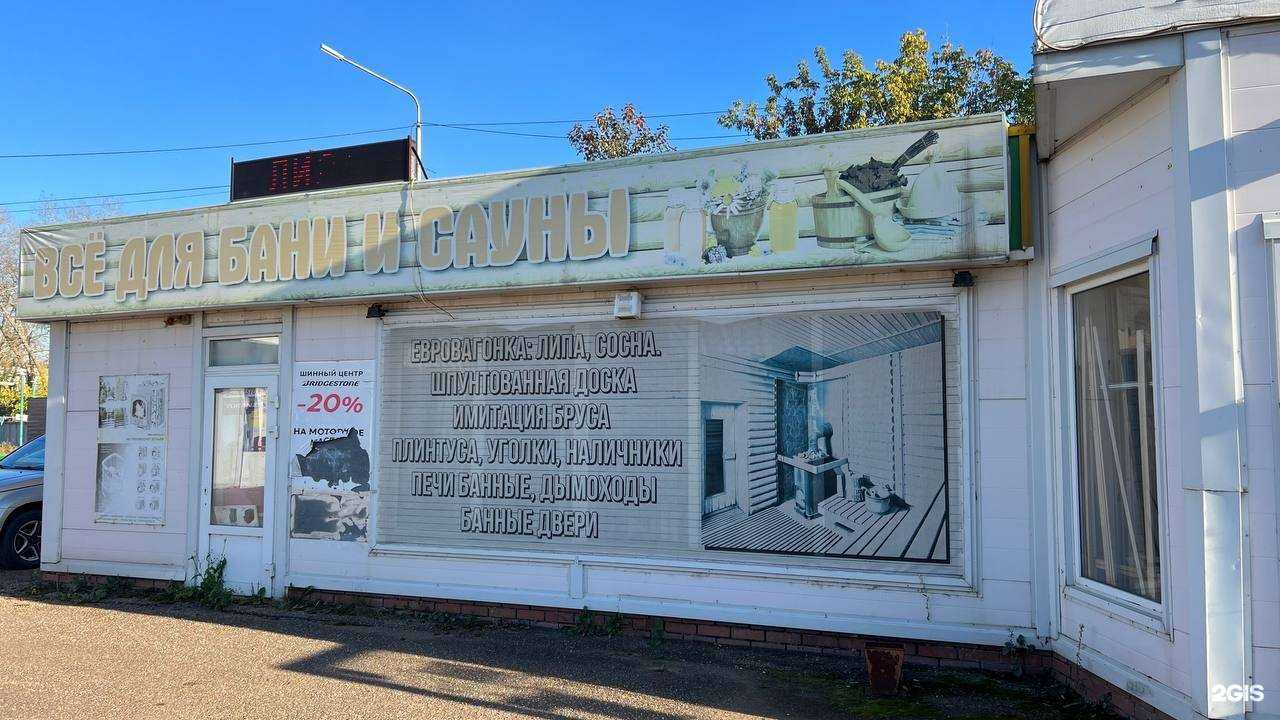 ПИ
ВСЁ ДЛЯ БАНИ И САУНЫ
ЕВРОВАГОНКА: ЛИПА, СОСНА.
ШПУНТОВАННАЯ ДОСКА
ИМИТАЦИЯ БРУСА
ПЛИНТУСА, УГОЛКИ, НАЛИЧНИКИ
ПЕЧИ БАННЫЕ, ДЫМОХОДЫ
БАННЫЕ ДВЕРИ
ШИННЫЙ ЦЕНТР
BRIDGESTONE
-20%
НА МОТОРНОЕ
2GIS